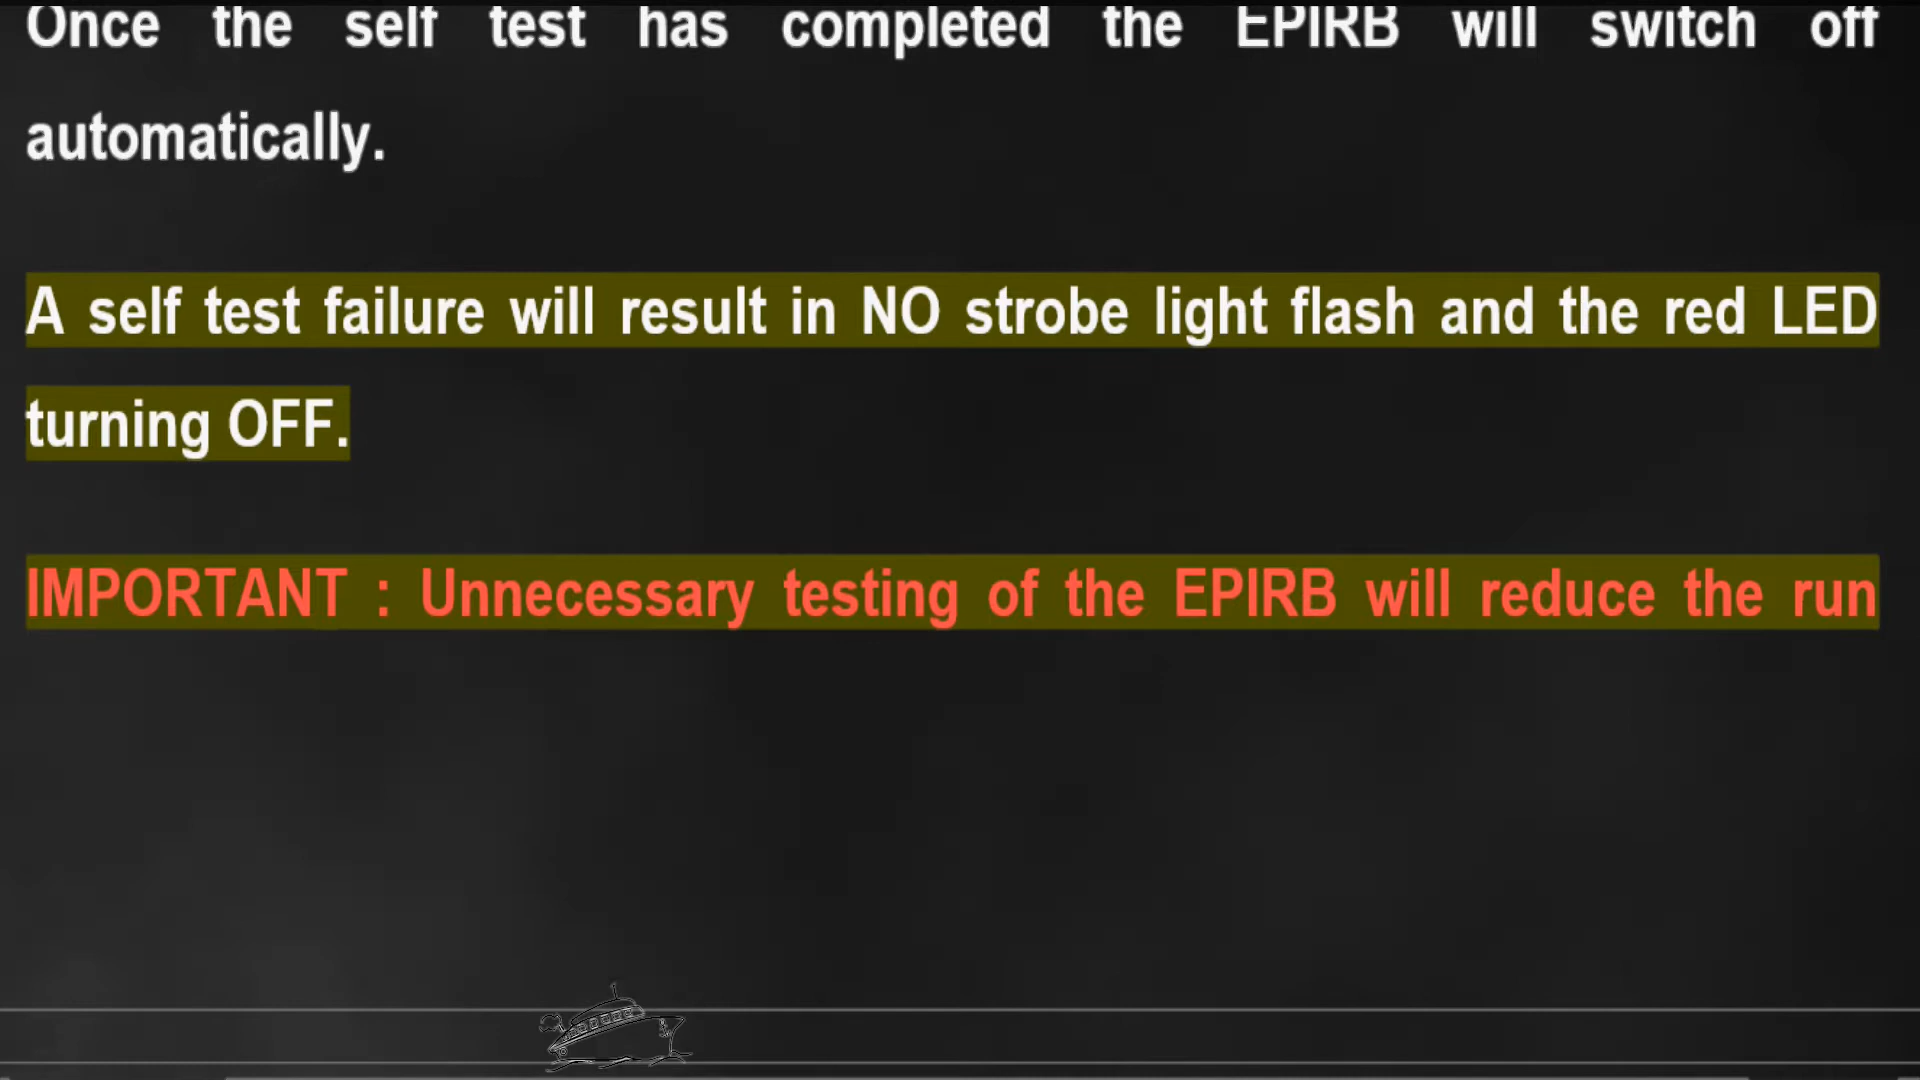 Once the self test has completed the EPIRB will switch off
automatically.
A self test failure will result in NO strobe light flash and the red LED
turning OFF.
IMPORTANT : Unnecessary testing of the EPIRB will reduce the run